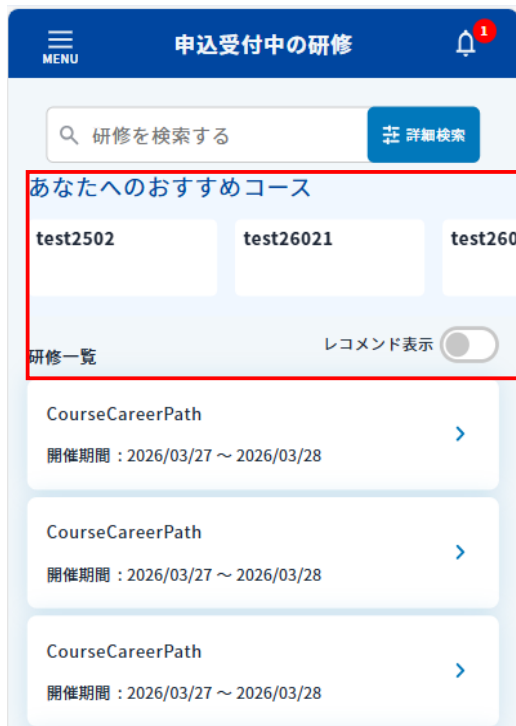 MENU
申込受付中の研修
1
研修を検索する
詳細検索
あなたへのおすすめコース
test2502
test26021
test260
レコメンド表示
研修一覧
CourseCareerPath
開催期間：2026/03/27 ～ 2026/03/28
CourseCareerPath
開催期間：2026/03/27 ～ 2026/03/28
CourseCareerPath
開催期間：2026/03/27 ～ 2026/03/28